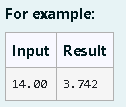 For example:
Input Result
14.00 3.742